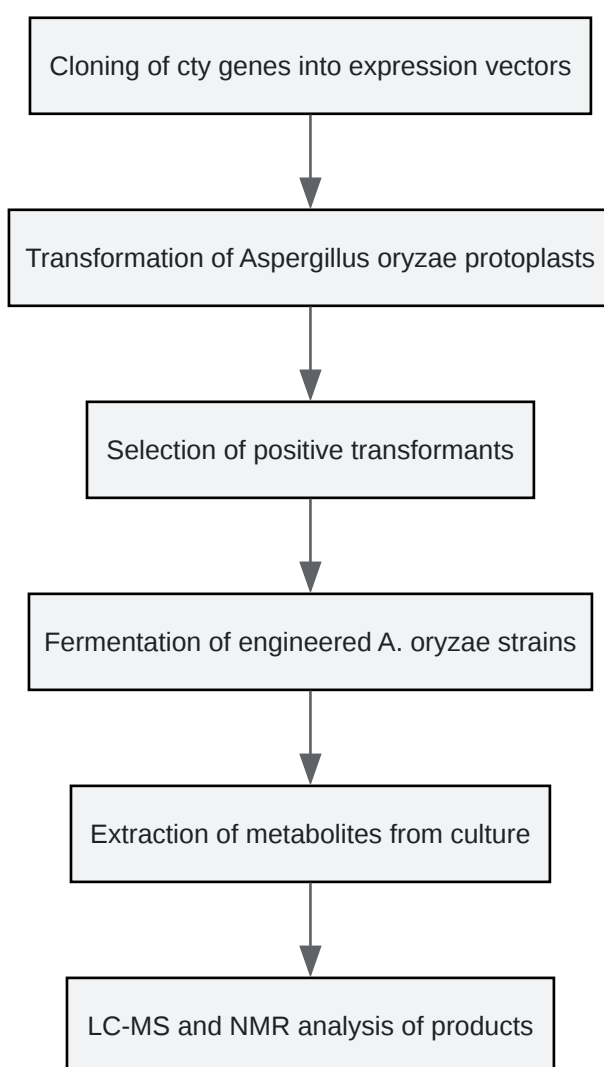 Cloning of cty genes into expression vectors
Transformation of Aspergillus oryzae protoplasts
Selection of positive transformants
Fermentation of engineered A. oryzae strains
Extraction of metabolites from culture
LC-MS and NMR analysis of products